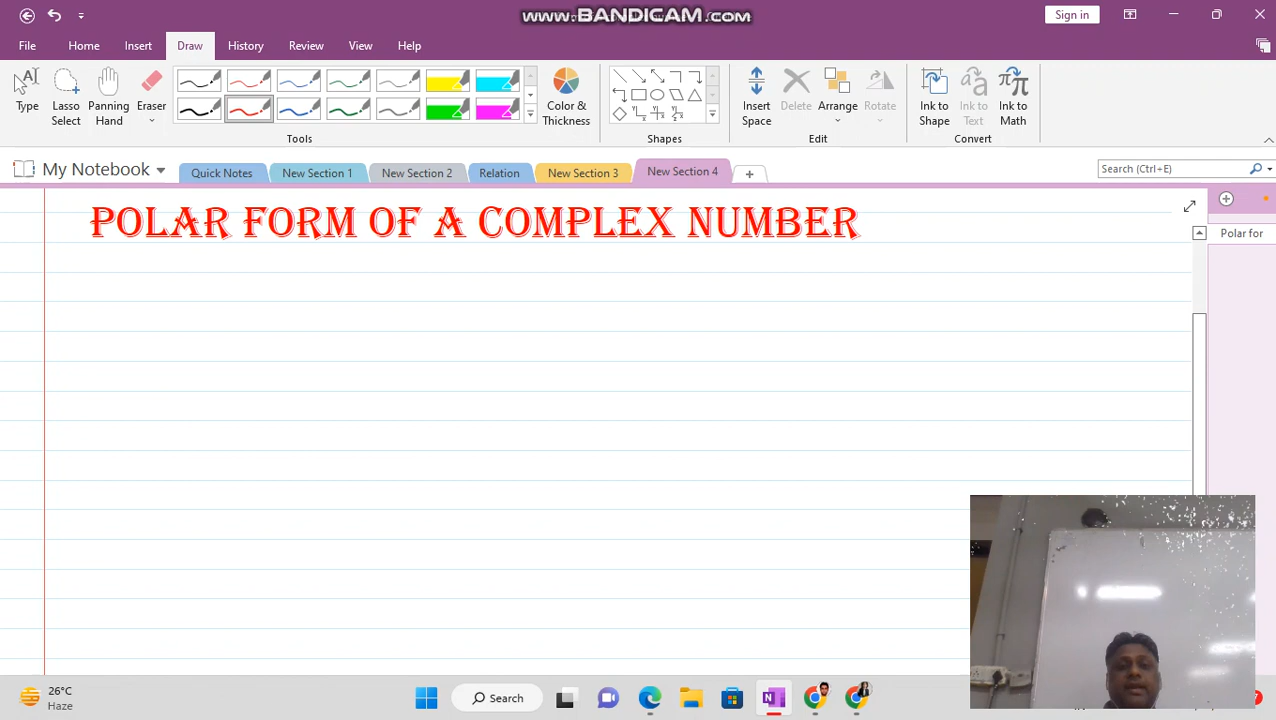 www.BANDICAM.com
Sign in
File Home Insert Draw History Review View Help
Type
Lasso Select
Panning Hand
Eraser
Color & Thickness
Insert Space
Delete
Arrange
Rotate
Ink to Shape
Ink to Text
Ink to Math
Tools
Shapes
Edit
Convert
My Notebook
Quick Notes New Section 1 New Section 2 Relation New Section 3 New Section 4
Search (Ctrl+E)
POLAR FORM OF A COMPLEX NUMBER
Polar for
26°C
Haze
Search